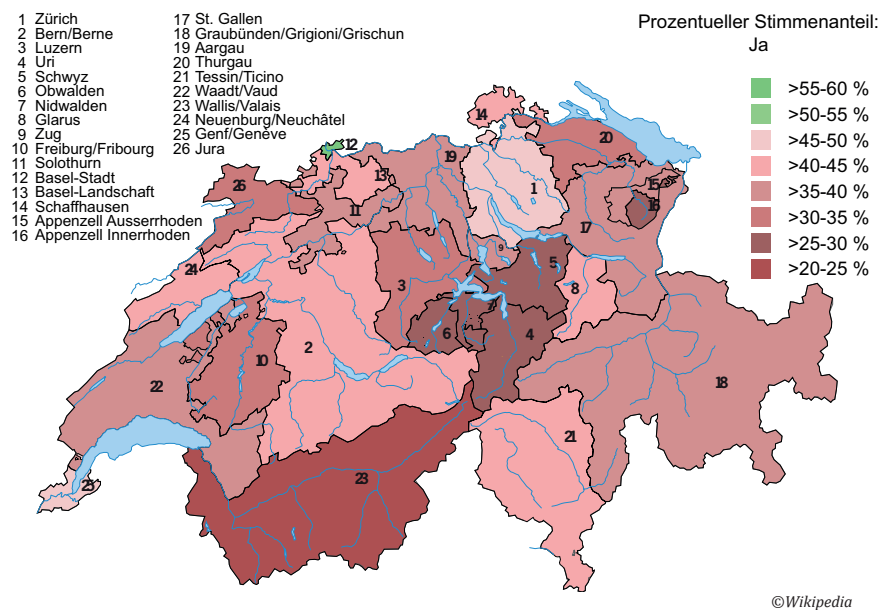 1 Zürich
2 Bern/Berne
3 Luzern
4 Uri
5 Schwyz
6 Obwalden
7 Nidwalden
8 Glarus
9 Zug
10 Freiburg/Fribourg
11 Solothurn
12 Basel-Stadt
13 Basel-Landschaft
14 Schaffhausen
15 Appenzell Ausserrhoden
16 Appenzell Innerrhoden
17 St. Gallen
18 Graubünden/Grigioni/Grischun
19 Aargau
20 Thurgau
21 Tessin/Ticino
22 Waadt/Vaud
23 Wallis/Valais
24 Neuenburg/Neuchâtel
25 Genf/Genève
26 Jura
Prozentueller Stimmenanteil:
Ja
>55-60 %
>50-55 %
>45-50 %
>40-45 %
>35-40 %
>30-35 %
>25-30 %
>20-25 %
14
12
20
19
13
15
26
1
16
11
17
9
5
24
3
8
7
6
4
2
10
18
22
21
23
25
©Wikipedia